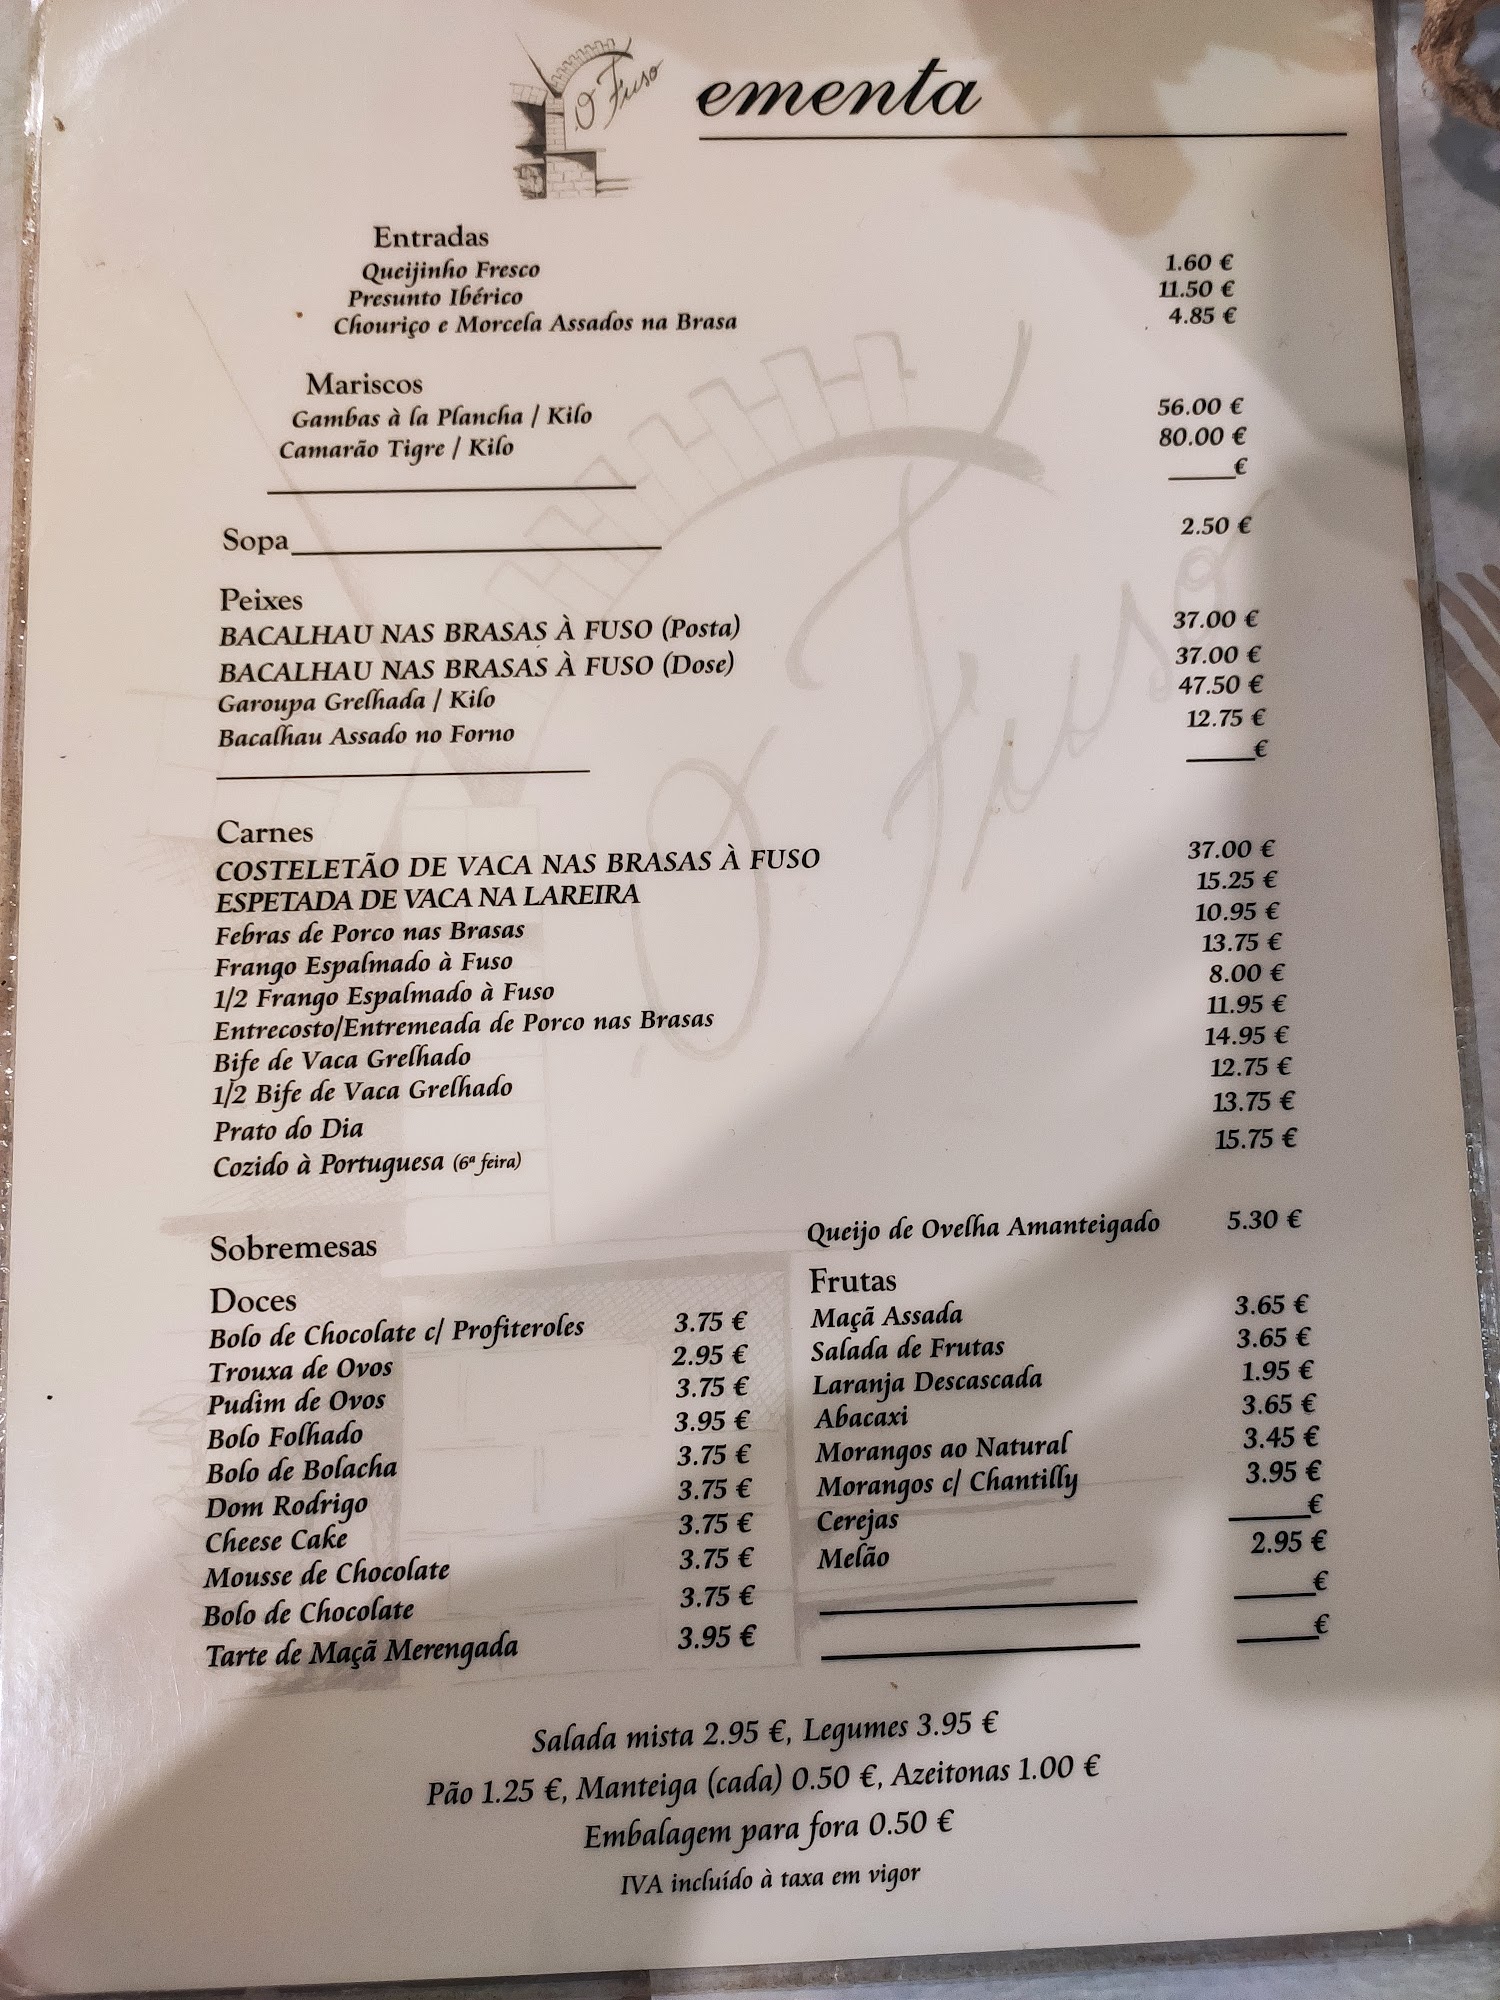 O Fuso
ementa
Entradas
Queijinho Fresco 1.60 €
Presunto Ibérico 11.50 €
Chouriço e Morcela Assados na Brasa 4.85 €
Mariscos
Gambas à la Plancha / Kilo 56.00 €
Camarão Tigre / Kilo 80.00 €
€
Sopa 2.50 €
Peixes
BACALHAU NAS BRASAS À FUSO (Posta) 37.00 €
BACALHAU NAS BRASAS À FUSO (Dose) 37.00 €
Garoupa Grelhada / Kilo 47.50 €
Bacalhau Assado no Forno 12.75 €
€
Carnes
COSTELETÃO DE VACA NAS BRASAS À FUSO 37.00 €
ESPETADA DE VACA NA LAREIRA 15.25 €
Febras de Porco nas Brasas 10.95 €
Frango Espalmado à Fuso 13.75 €
1/2 Frango Espalmado à Fuso 8.00 €
Entrecosto/Entremeada de Porco nas Brasas 11.95 €
Bife de Vaca Grelhado 14.95 €
1/2 Bife de Vaca Grelhado 12.75 €
Prato do Dia 13.75 €
Cozido à Portuguesa (6ª feira) 15.75 €
Sobremesas
Doces
Bolo de Chocolate c/ Profiteroles 3.75 €
Trouxa de Ovos 2.95 €
Pudim de Ovos 3.75 €
Bolo Folhado 3.95 €
Bolo de Bolacha 3.75 €
Dom Rodrigo 3.75 €
Cheese Cake 3.75 €
Mousse de Chocolate 3.75 €
Bolo de Chocolate 3.75 €
Tarte de Maçã Merengada 3.95 €
Queijo de Ovelha Amanteigado 5.30 €
Frutas
Maçã Assada 3.65 €
Salada de Frutas 3.65 €
Laranja Descascada 1.95 €
Abacaxi 3.65 €
Morangos ao Natural 3.45 €
Morangos c/ Chantilly 3.95 €
Cerejas €
Melão 2.95 €
€
€
Salada mista 2.95 €, Legumes 3.95 €
Pão 1.25 €, Manteiga (cada) 0.50 €, Azeitonas 1.00 €
Embalagem para fora 0.50 €
IVA incluído à taxa em vigor
O Fuso